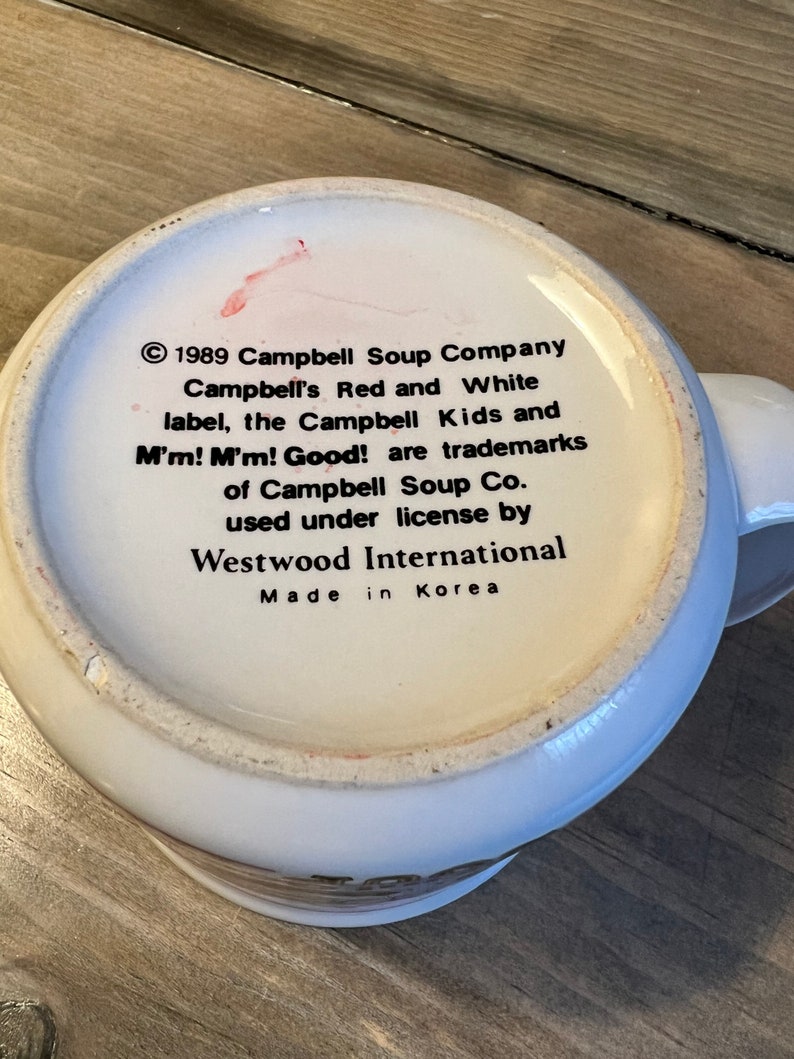 © 1989 Campbell Soup Company
Campbell's Red and White
label, the Campbell Kids and
M'm! M'm! Good! are trademarks
of Campbell Soup Co.
used under license by
Westwood International
Made in Korea